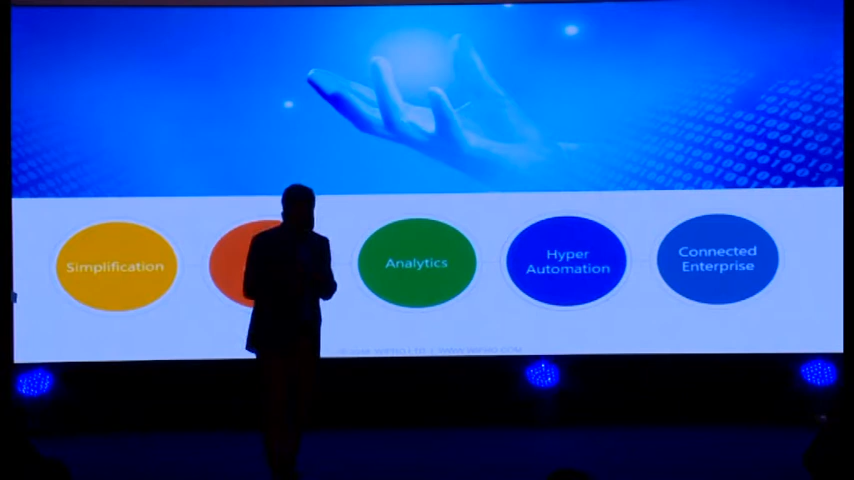 Simplification
Analytics
Hyper
Automation
Connected
Enterprise